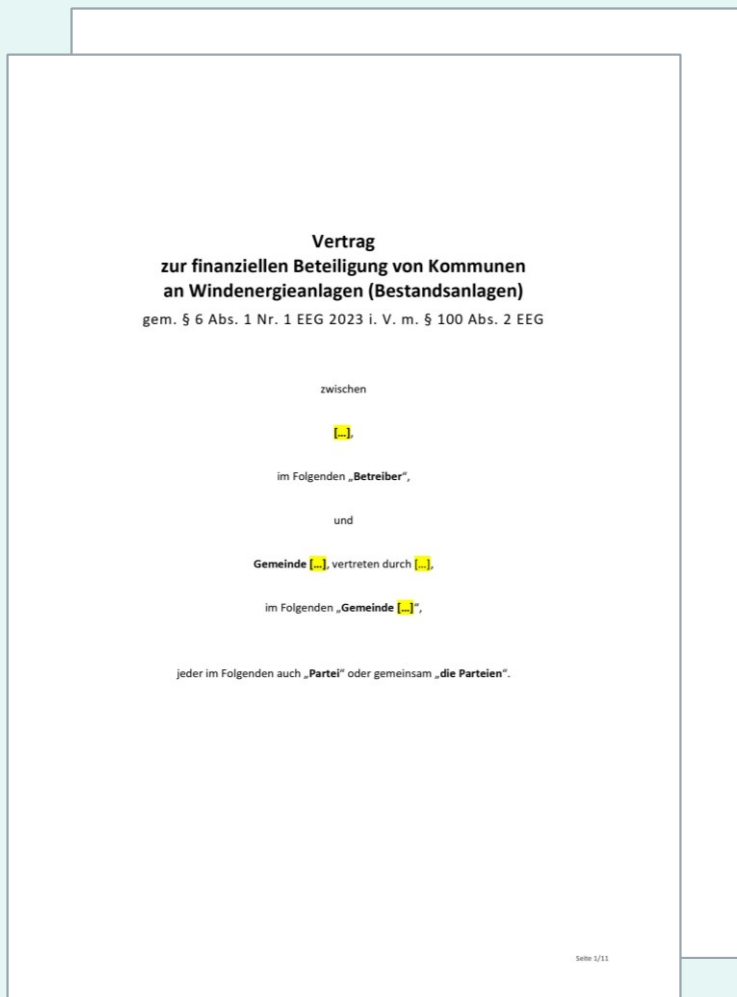 Vertrag
zur finanziellen Beteiligung von Kommunen
an Windenergieanlagen (Bestandsanlagen)
gem. § 6 Abs. 1 Nr. 1 EEG 2023 i. V. m. § 100 Abs. 2 EEG
zwischen
[…],
im Folgenden „Betreiber“,
und
Gemeinde […], vertreten durch […],
im Folgenden „Gemeinde […]“,
jeder im Folgenden auch „Partei“ oder gemeinsam „die Parteien“.
Seite 1/11